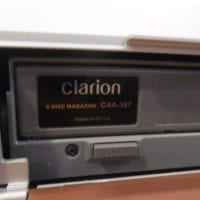 clarion
6 DISC MAGAZINE CAA-387
Made in China